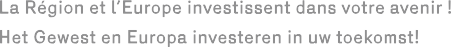 La Région et l’Europe investissent dans votre avenir !
Het Gewest en Europa investeren in uw toekomst!